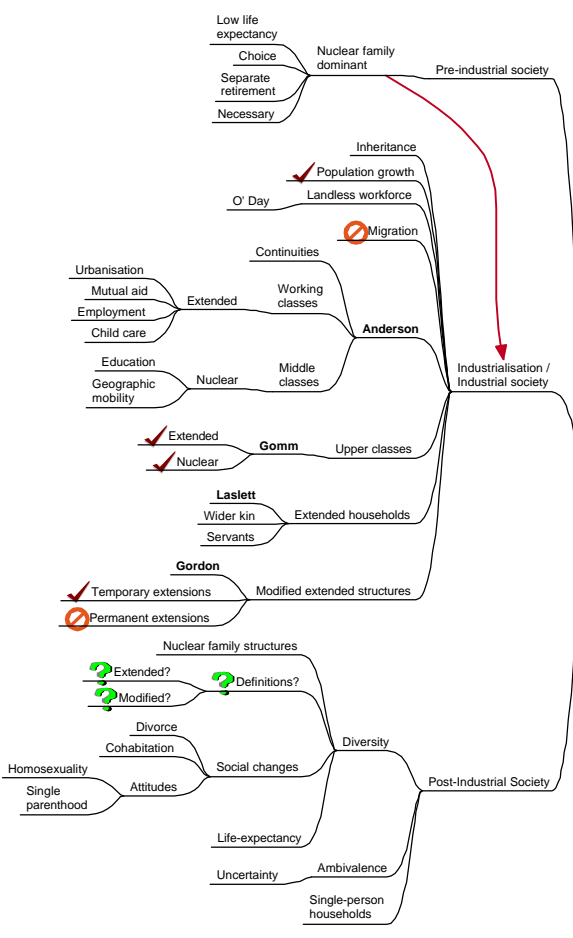 Low life
expectancy
Choice
Separate
retirement
Necessary
Nuclear family
dominant
Pre-industrial society
Inheritance
Population growth
O' Day
Landless workforce
Migration
Continuities
Urbanisation
Mutual aid
Employment
Child care
Extended
Working
classes
Anderson
Education
Geographic
mobility
Nuclear
Middle
classes
Industrialisation /
Industrial society
Extended
Nuclear
Gomm
Upper classes
Laslett
Wider kin
Servants
Extended households
Gordon
Temporary extensions
Permanent extensions
Modified extended structures
Nuclear family structures
Extended?
Modified?
Definitions?
Divorce
Cohabitation
Homosexuality
Single
parenthood
Attitudes
Social changes
Diversity
Post-Industrial Society
Life-expectancy
Uncertainty
Ambivalence
Single-person
households